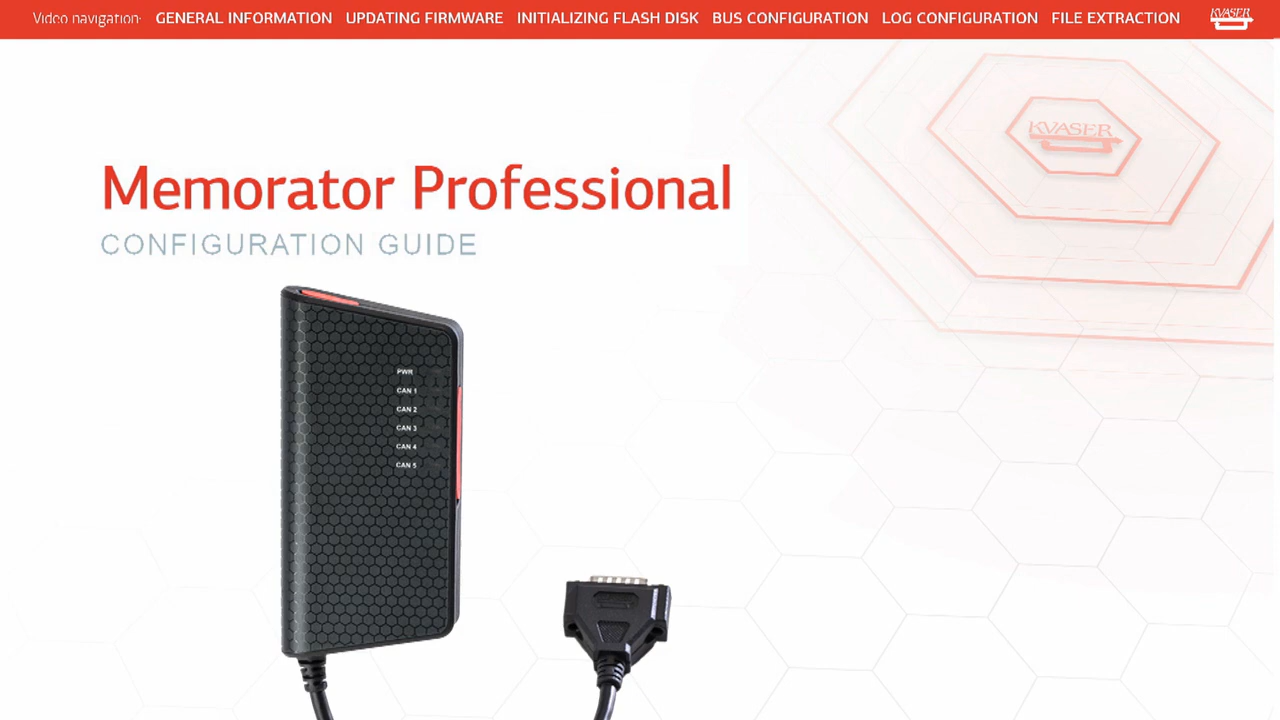 Video navigation: GENERAL INFORMATION UPDATING FIRMWARE INITIALIZING FLASH DISK BUS CONFIGURATION LOG CONFIGURATION FILE EXTRACTION KVASER
KVASER
Memorator Professional
CONFIGURATION GUIDE
PWR
CAN 1
CAN 2
CAN 3
CAN 4
CAN 5
KVASER